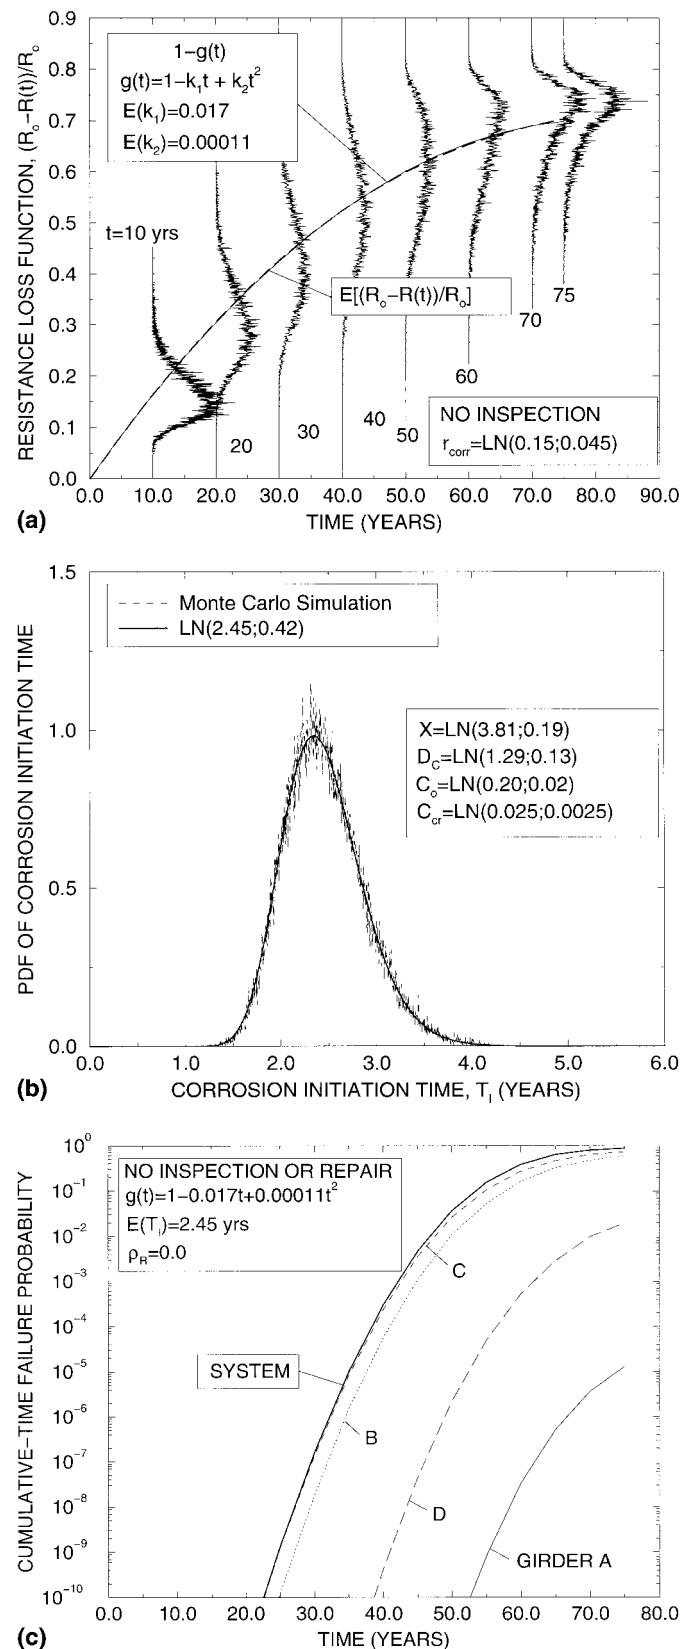 0.9
0.8
0.7
0.6
0.5
0.4
0.3
0.2
0.1
0.0
RESISTANCE LOSS FUNCTION, (Ro−R(t))/Ro
1−g(t)
g(t)=1−k1t + k2t²
E(k1)=0.017
E(k2)=0.00011
t=10 yrs
E[(Ro−R(t))/Ro]
20
30
40
50
60
70
75
NO INSPECTION
rcorr=LN(0.15;0.045)
0.0 10.0 20.0 30.0 40.0 50.0 60.0 70.0 80.0 90.0
(a)
TIME (YEARS)
1.5
1.0
0.5
0.0
PDF OF CORROSION INITIATION TIME
Monte Carlo Simulation
LN(2.45;0.42)
X=LN(3.81;0.19)
DC=LN(1.29;0.13)
Co=LN(0.20;0.02)
Ccr=LN(0.025;0.0025)
0.0 1.0 2.0 3.0 4.0 5.0 6.0
(b)
CORROSION INITIATION TIME, TI (YEARS)
10⁰
10⁻¹
10⁻²
10⁻³
10⁻⁴
10⁻⁵
10⁻⁶
10⁻⁷
10⁻⁸
10⁻⁹
10⁻¹⁰
CUMULATIVE−TIME FAILURE PROBABILITY
NO INSPECTION OR REPAIR
g(t)=1−0.017t+0.00011t²
E(TI)=2.45 yrs
ρR=0.0
C
SYSTEM
B
D
GIRDER A
0.0 10.0 20.0 30.0 40.0 50.0 60.0 70.0 80.0
(c)
TIME (YEARS)